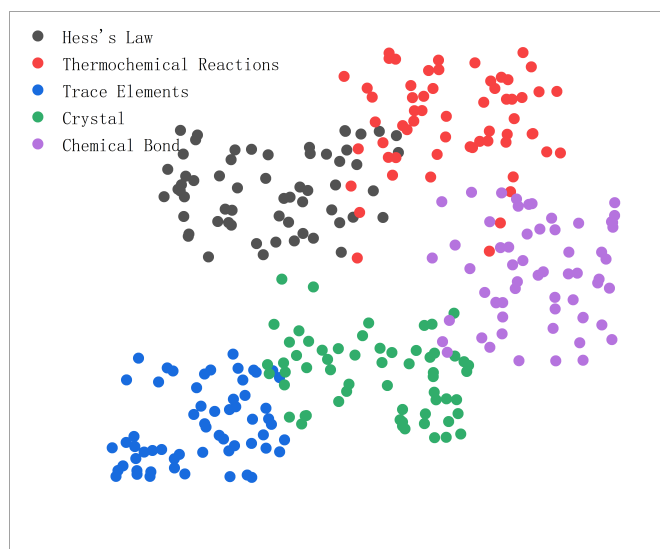 Hess's Law
Thermochemical Reactions
Trace Elements
Crystal
Chemical Bond